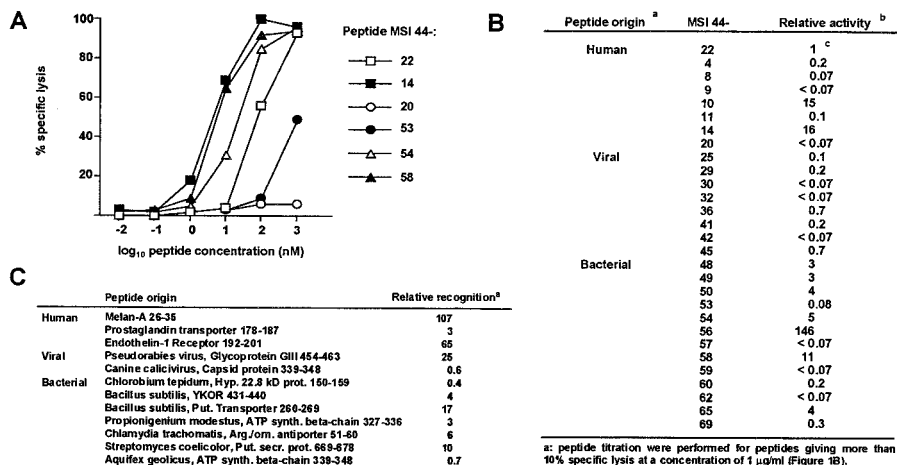 A
% specific lysis
100
80
60
40
20
-2 -1 0 1 2 3
log10 peptide concentration (nM)
Peptide MSI 44-:
22
14
20
53
54
58
B
Peptide origin a MSI 44- Relative activity b
Human 22 1 c
4 0.2
8 0.07
9 < 0.07
10 15
11 0.1
14 16
20 < 0.07
Viral 25 0.1
29 0.2
30 < 0.07
32 < 0.07
36 0.7
41 0.2
42 < 0.07
45 0.7
Bacterial 48 3
49 3
50 4
53 0.08
54 5
56 146
57 < 0.07
58 11
59 < 0.07
60 0.2
62 < 0.07
65 4
69 0.3
a: peptide titration were performed for peptides giving more than
10% specific lysis at a concentration of 1 µg/ml (Figure 1B).
C
Peptide origin Relative recognition a
Human Melan-A 26-35 107
Prostaglandin transporter 178-187 3
Endothelin-1 Receptor 192-201 65
Viral Pseudorabies virus, Glycoprotein GIII 454-463 25
Canine calicivirus, Capsid protein 339-348 0.6
Bacterial Chlorobium tepidum, Hyp. 22.8 kD prot. 150-159 0.4
Bacillus subtilis, YKOR 431-440 4
Bacillus subtilis, Put. Transporter 260-269 17
Propionigenium modestus, ATP synth. beta-chain 327-336 3
Chlamydia trachomatis, Arg./orn. antiporter 51-60 6
Streptomyces coelicolor, Put. secr. prot. 669-678 10
Aquifex geolicus, ATP synth. beta-chain 339-348 0.7